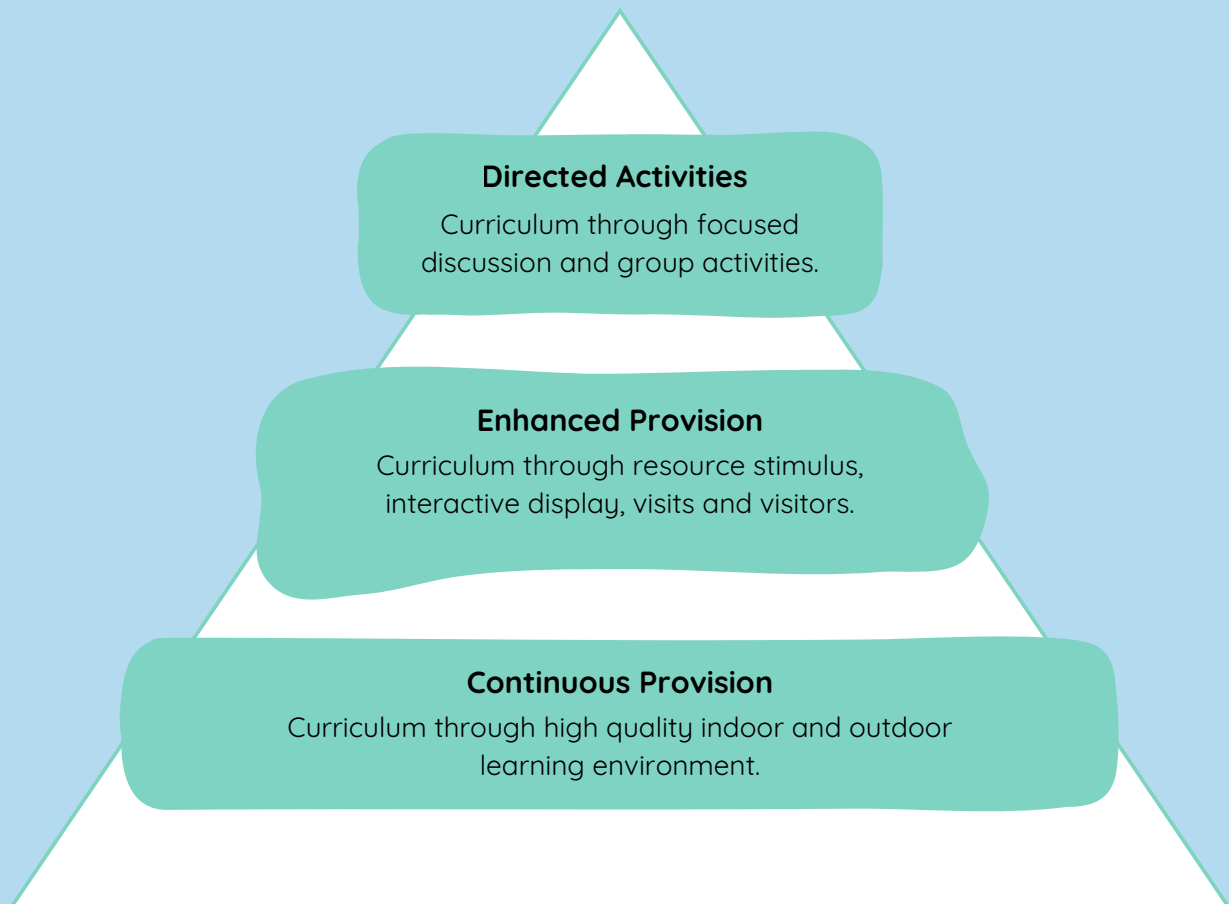 Directed Activities
Curriculum through focused
discussion and group activities.
Enhanced Provision
Curriculum through resource stimulus,
interactive display, visits and visitors.
Continuous Provision
Curriculum through high quality indoor and outdoor
learning environment.